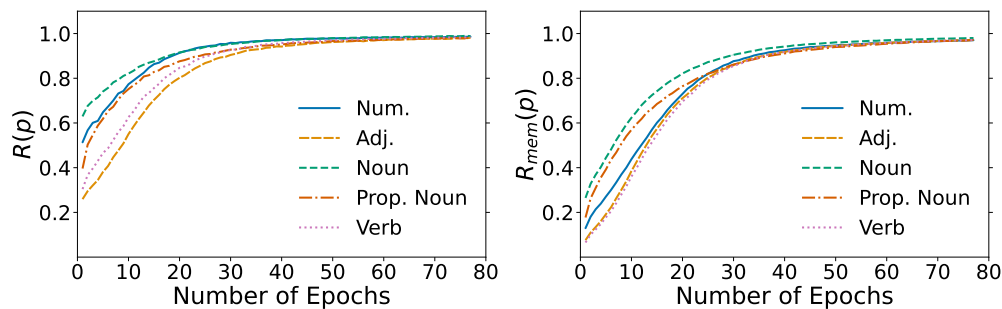 R(p)
1.0
0.8
0.6
0.4
0.2
Num.
Adj.
Noun
Prop. Noun
Verb
0 10 20 30 40 50 60 70 80
Number of Epochs
R_mem(p)
1.0
0.8
0.6
0.4
0.2
Num.
Adj.
Noun
Prop. Noun
Verb
0 10 20 30 40 50 60 70 80
Number of Epochs